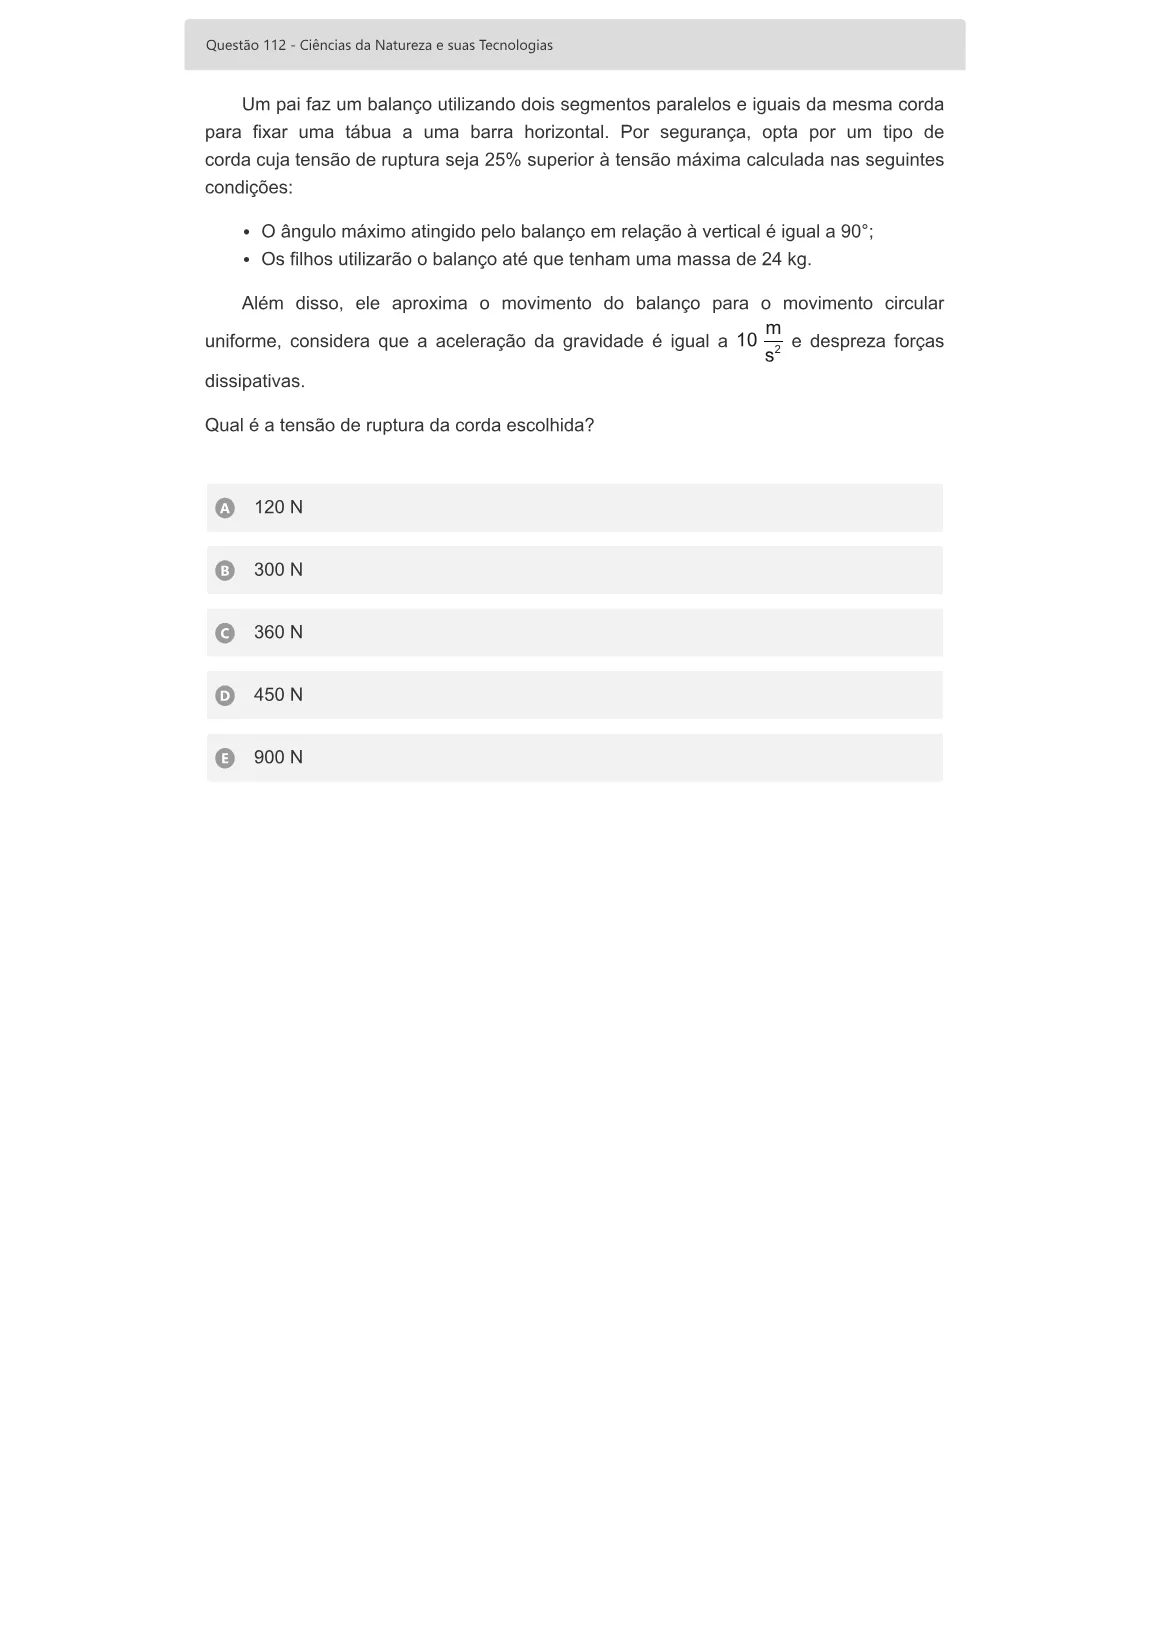 Questão 112 - Ciências da Natureza e suas Tecnologias
Um pai faz um balanço utilizando dois segmentos paralelos e iguais da mesma corda
para fixar uma tábua a uma barra horizontal. Por segurança, opta por um tipo de
corda cuja tensão de ruptura seja 25% superior à tensão máxima calculada nas seguintes
condições:
• O ângulo máximo atingido pelo balanço em relação à vertical é igual a 90°;
• Os filhos utilizarão o balanço até que tenham uma massa de 24 kg.
Além disso, ele aproxima o movimento do balanço para o movimento circular
uniforme, considera que a aceleração da gravidade é igual a 10 m/s² e despreza forças
dissipativas.
Qual é a tensão de ruptura da corda escolhida?
A 120 N
B 300 N
C 360 N
D 450 N
E 900 N